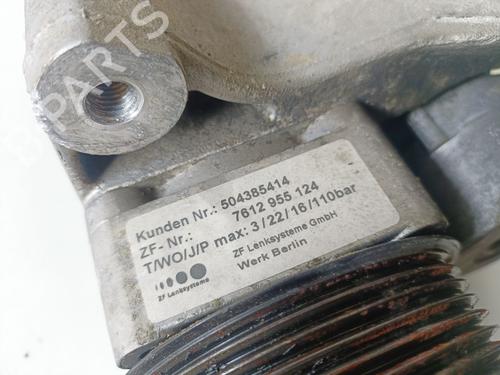 PARTS
Kunden Nr.: 504385414
ZF- Nr.: 7612 955 124
T/WO/J/P max: 3/22/16/110bar
ZF Lenksysteme GmbH
Werk Berlin
ZF Lenksysteme